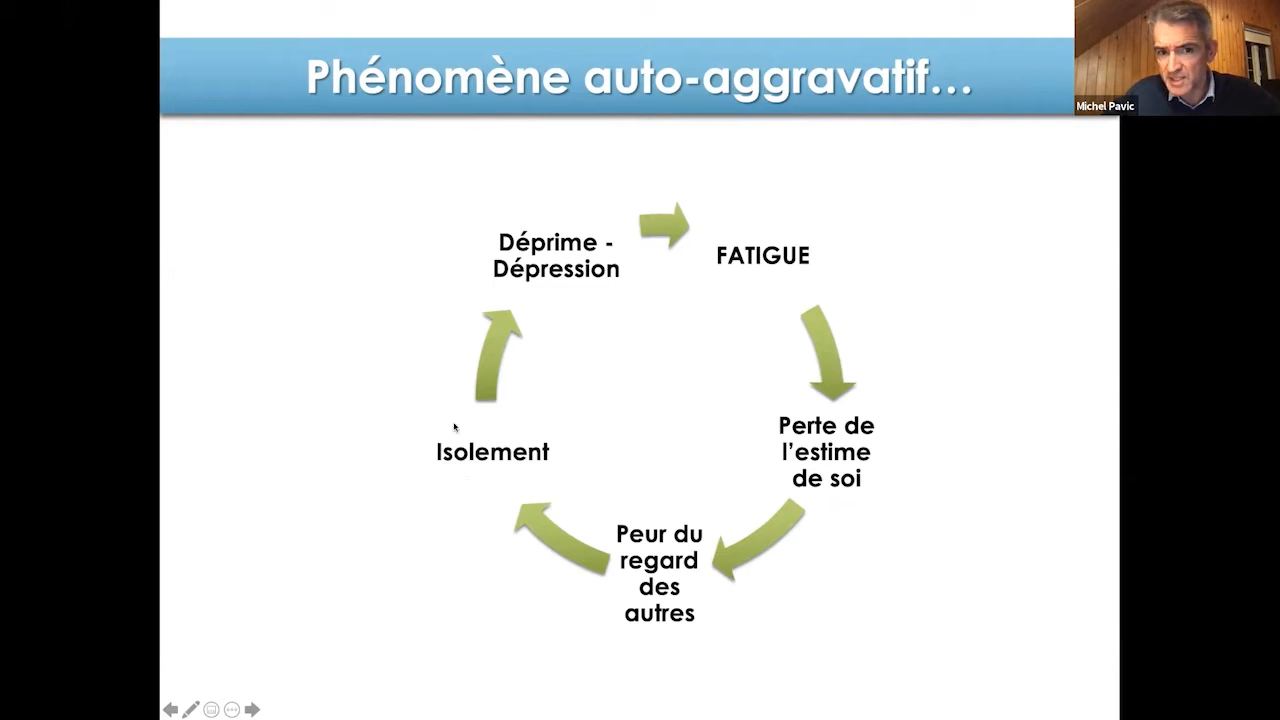 Phénomène auto-aggravatif...
Michel Pavic
Déprime -
Dépression
FATIGUE
Perte de
l'estime
de soi
Peur du
regard
des
autres
Isolement